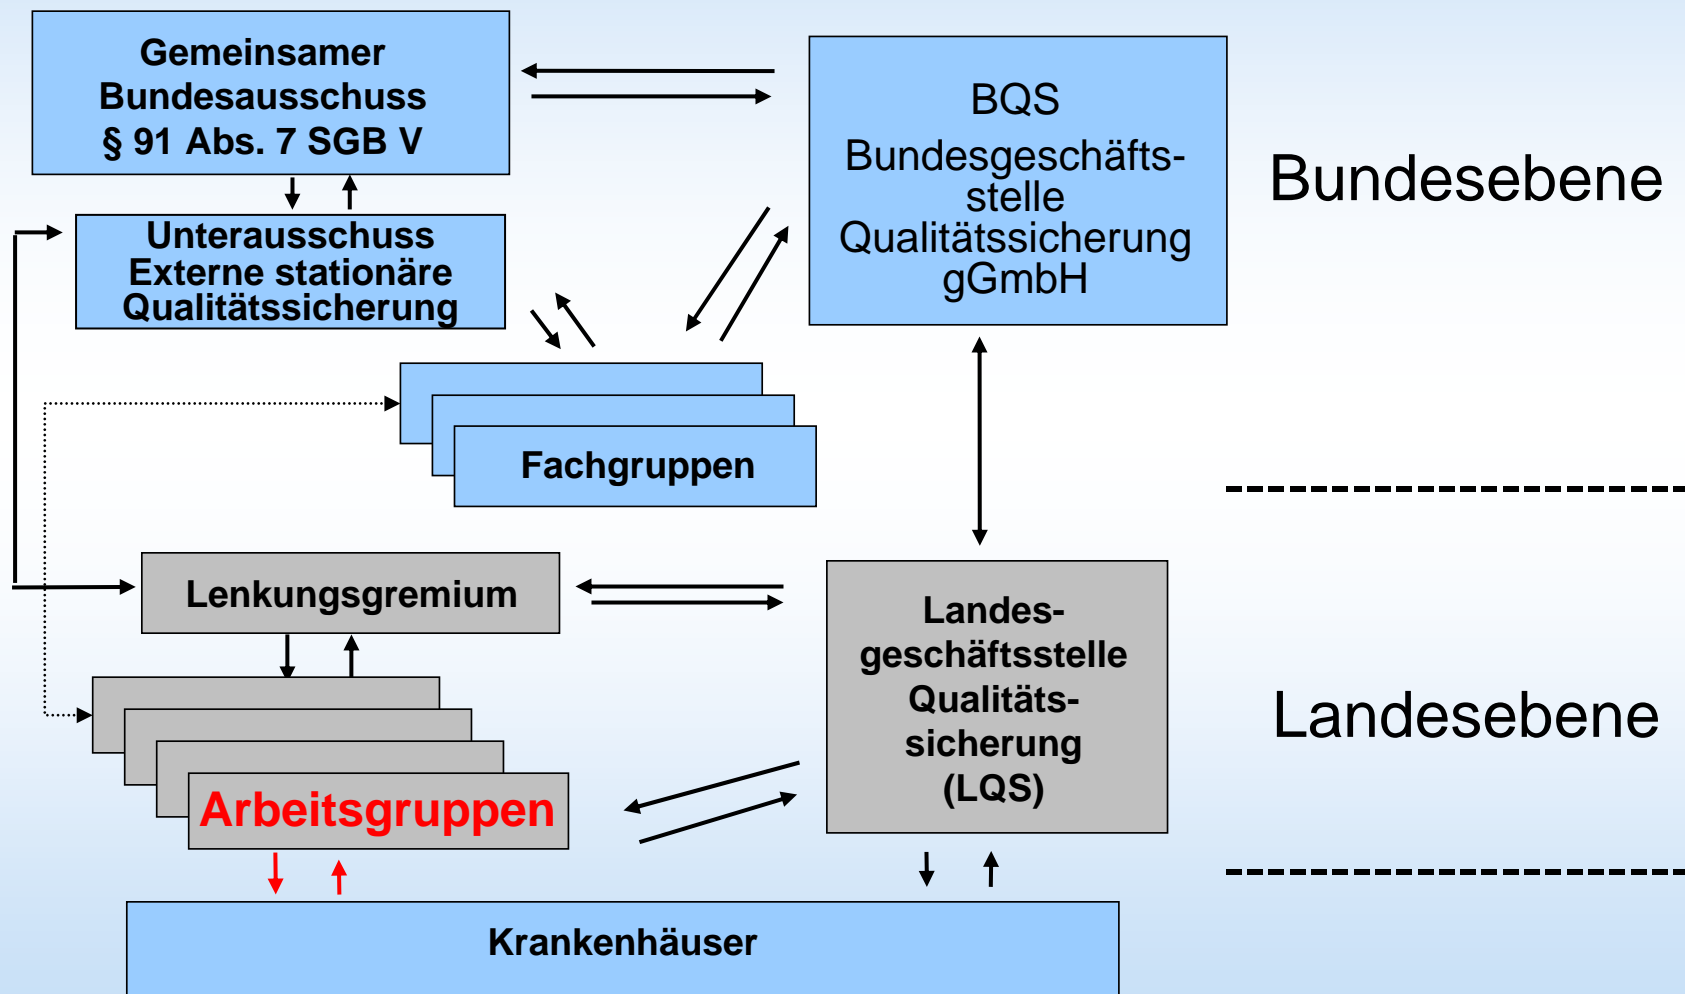 Gemeinsamer
Bundesausschuss
§ 91 Abs. 7 SGB V
BQS
Bundesgeschäfts-
stelle
Qualitätssicherung
gGmbH
Bundesebene
Unterausschuss
Externe stationäre
Qualitätssicherung
Fachgruppen
Lenkungsgremium
Landes-
geschäftsstelle
Qualitäts-
sicherung
(LQS)
Landesebene
Arbeitsgruppen
Krankenhäuser